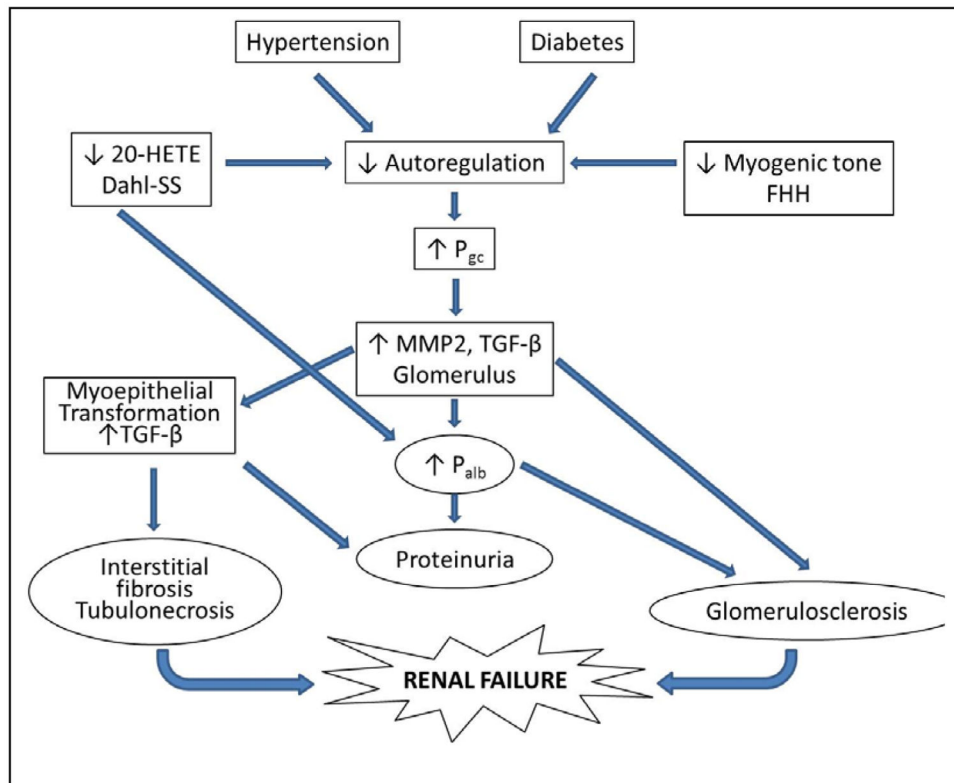 Hypertension
Diabetes
↓ 20-HETE
Dahl-SS
↓ Autoregulation
↓ Myogenic tone
FHH
↑ Pgc
↑ MMP2, TGF-β
Glomerulus
Myoepithelial
Transformation
↑TGF-β
↑ Palb
Interstitial
fibrosis
Tubulonecrosis
Proteinuria
Glomerulosclerosis
RENAL FAILURE